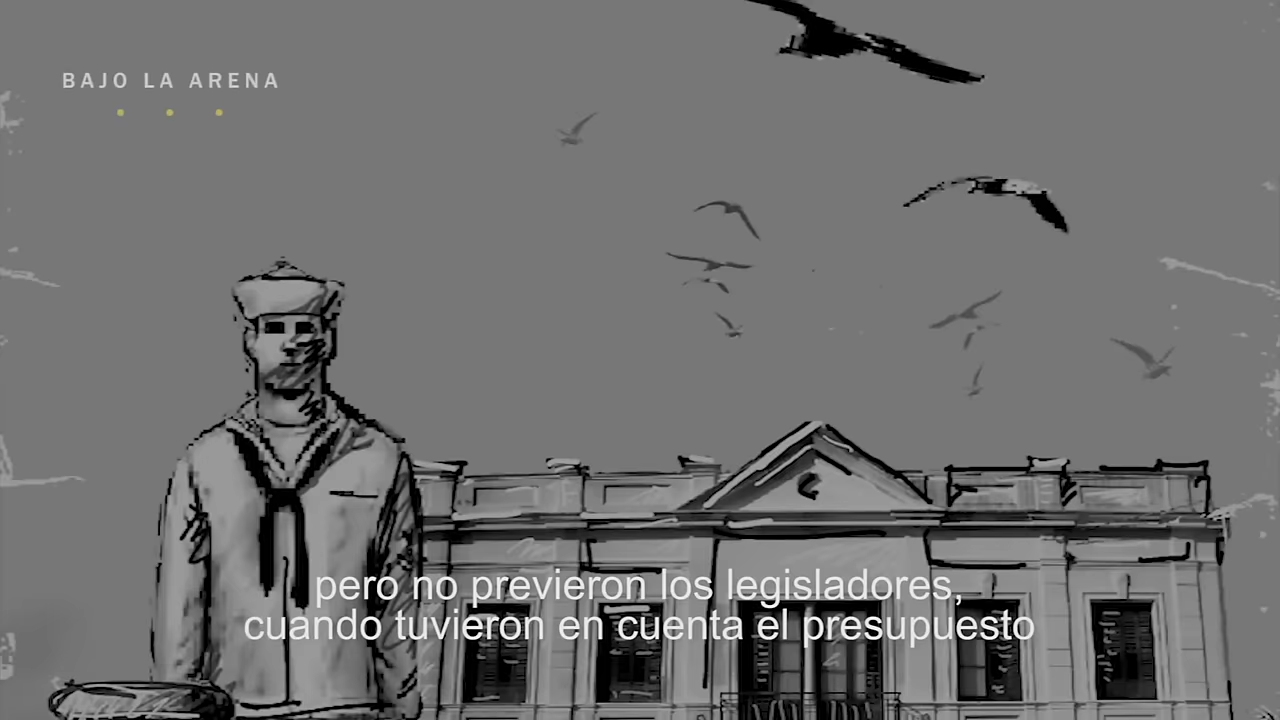 BAJO LA ARENA
pero no previeron los legisladores,
cuando tuvieron en cuenta el presupuesto